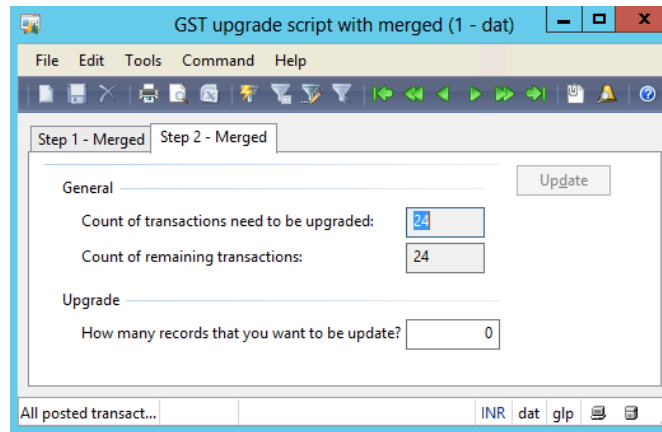 GST upgrade script with merged (1 - dat)
File Edit Tools Command Help
Step 1 - Merged Step 2 - Merged
Update
General
Count of transactions need to be upgraded: 24
Count of remaining transactions: 24
Upgrade
How many records that you want to be update? 0
All posted transact... INR dat glp